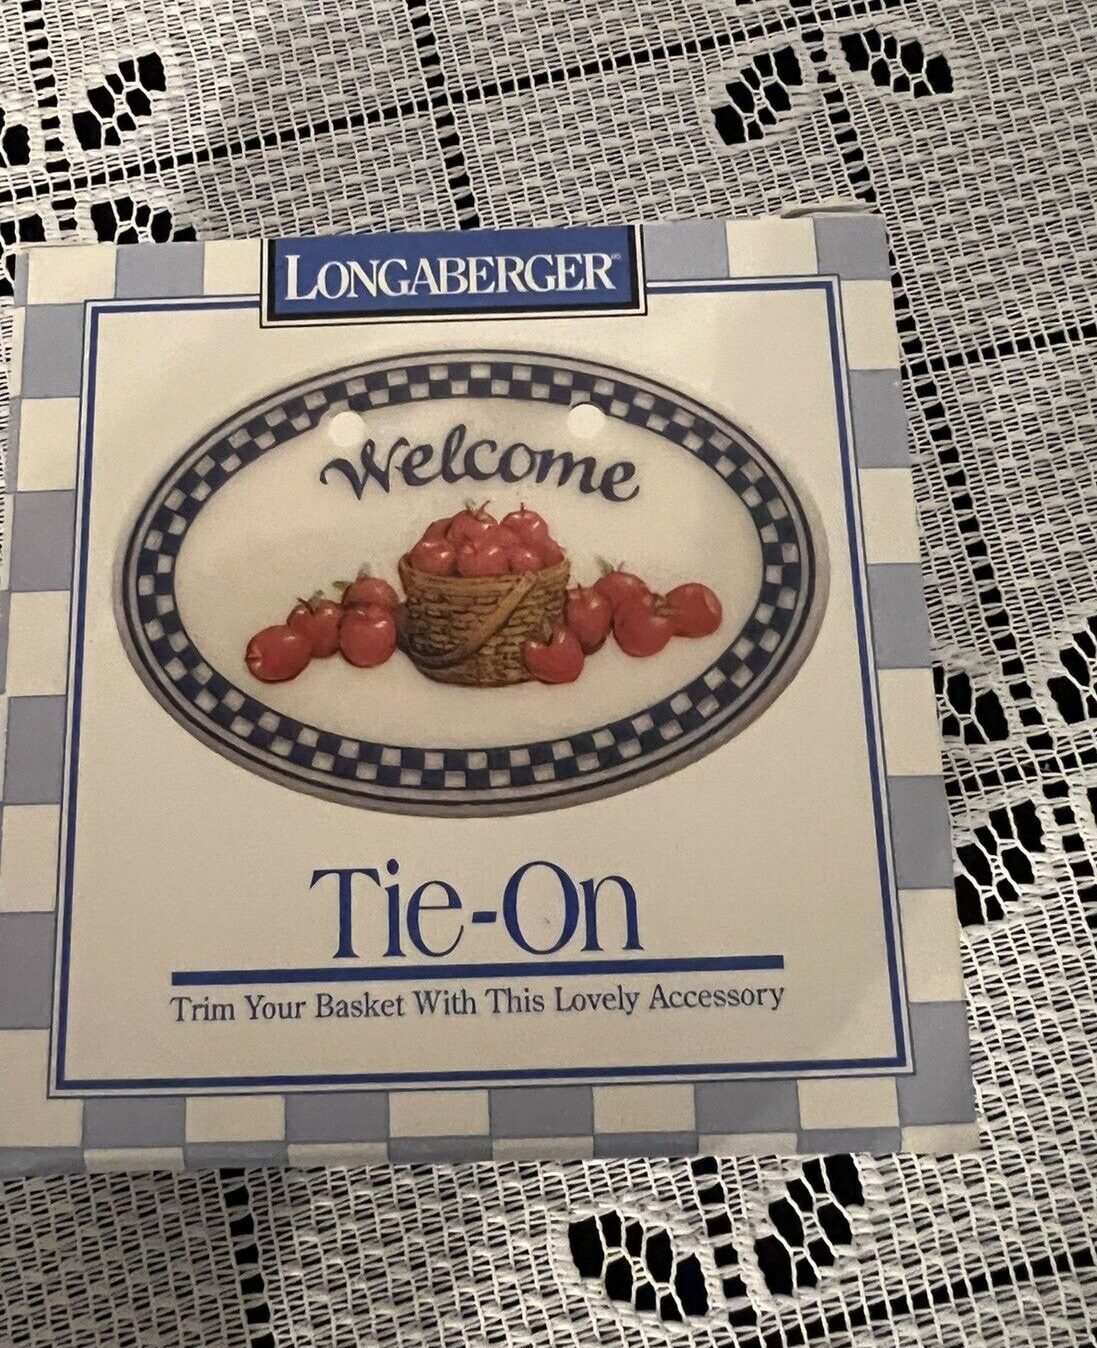 LONGABERGER®
Welcome
Tie-On
Trim Your Basket With This Lovely Accessory